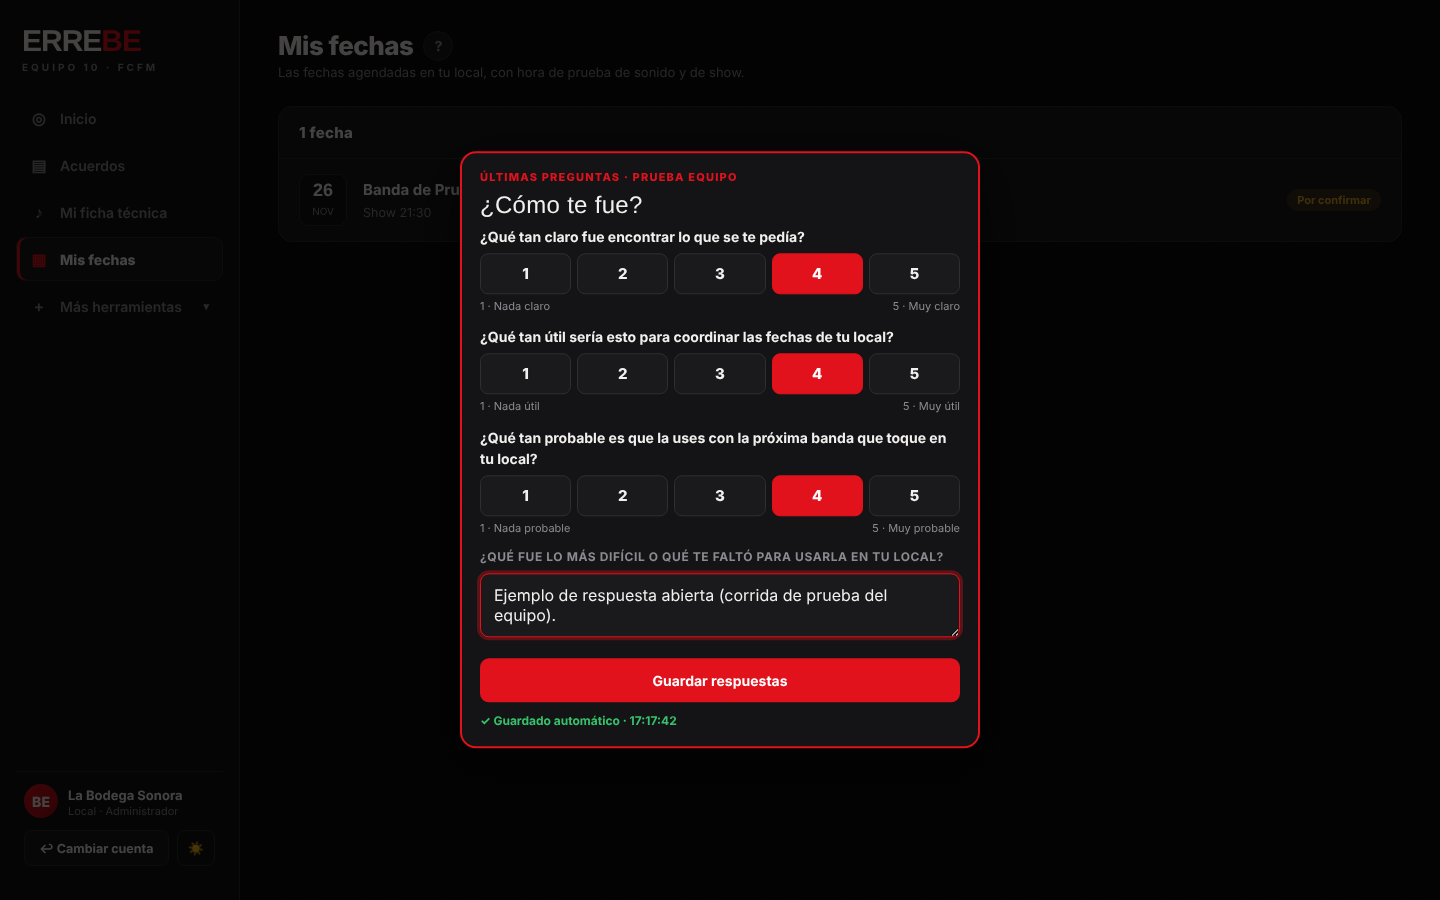 ERREBE
EQUIPO 10 · FCFM
Inicio
Acuerdos
Mi ficha técnica
Mis fechas
Más herramientas
La Bodega Sonora
BE
Local · Administrador
Cambiar cuenta
Mis fechas
?
Las fechas agendadas en tu local, con hora de prueba de sonido y de show.
1 fecha
26
NOV
Banda de Pru
Show 21:30
Por confirmar
ÚLTIMAS PREGUNTAS · PRUEBA EQUIPO
¿Cómo te fue?
¿Qué tan claro fue encontrar lo que se te pedía?
1 2 3 4 5
1 · Nada claro 5 · Muy claro
¿Qué tan útil sería esto para coordinar las fechas de tu local?
1 2 3 4 5
1 · Nada útil 5 · Muy útil
¿Qué tan probable es que la uses con la próxima banda que toque en
tu local?
1 2 3 4 5
1 · Nada probable 5 · Muy probable
¿QUÉ FUE LO MÁS DIFÍCIL O QUÉ TE FALTÓ PARA USARLA EN TU LOCAL?
Ejemplo de respuesta abierta (corrida de prueba del
equipo).
Guardar respuestas
✓ Guardado automático · 17:17:42